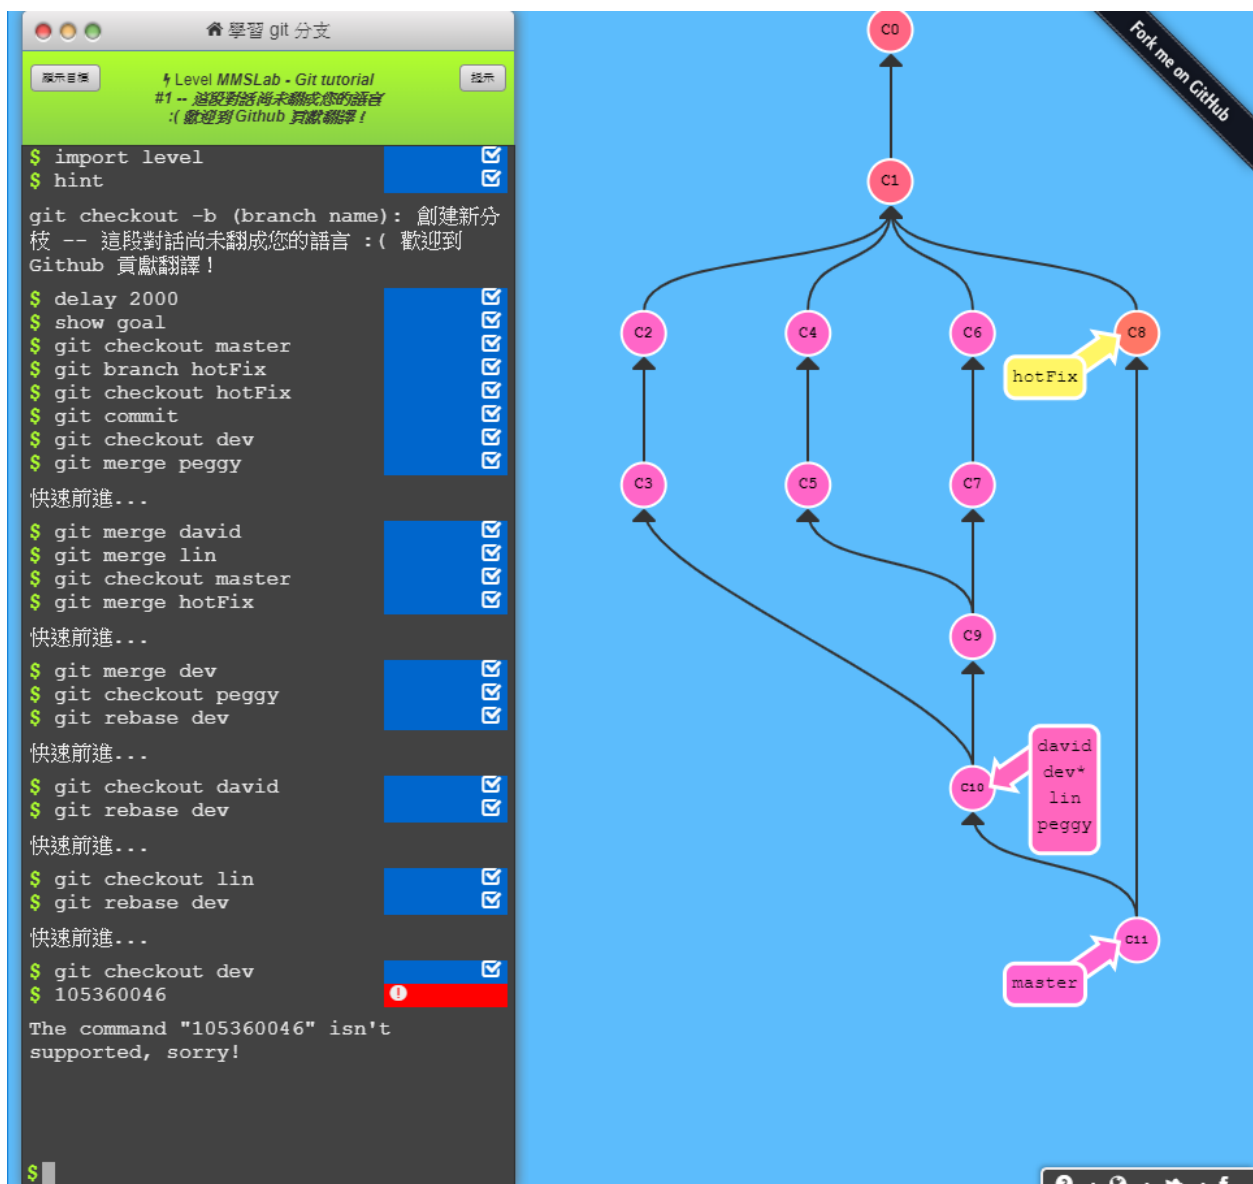 學習 git 分支
顯示目標
Level MMSLab - Git tutorial
#1 -- 這段對話尚未翻成您的語言
:( 歡迎到 Github 貢獻翻譯！
提示
$ import level
$ hint
git checkout -b (branch name): 創建新分
枝 -- 這段對話尚未翻成您的語言 :( 歡迎到
Github 貢獻翻譯！
$ delay 2000
$ show goal
$ git checkout master
$ git branch hotFix
$ git checkout hotFix
$ git commit
$ git checkout dev
$ git merge peggy
快速前進...
$ git merge david
$ git merge lin
$ git checkout master
$ git merge hotFix
快速前進...
$ git merge dev
$ git checkout peggy
$ git rebase dev
快速前進...
$ git checkout david
$ git rebase dev
快速前進...
$ git checkout lin
$ git rebase dev
快速前進...
$ git checkout dev
$ 105360046
The command "105360046" isn't
supported, sorry!
$
Fork me on GitHub
C0
C1
C2
C4
C6
C8
hotFix
C3
C5
C7
C9
C10
david
dev*
lin
peggy
C11
master